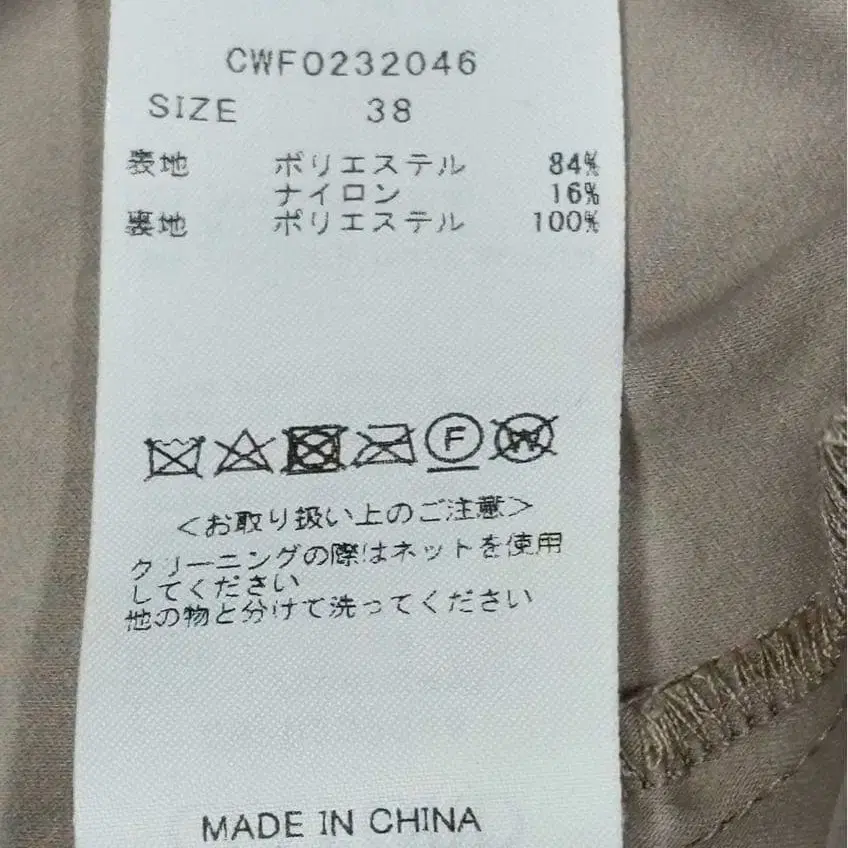 CWF0232046
SIZE 38
表地 ポリエステル 84%
ナイロン 16%
裏地 ポリエステル 100%
F W
<お取り扱い上のご注意>
クリーニングの際はネットを使用
してください
他の物と分けて洗ってください
MADE IN CHINA